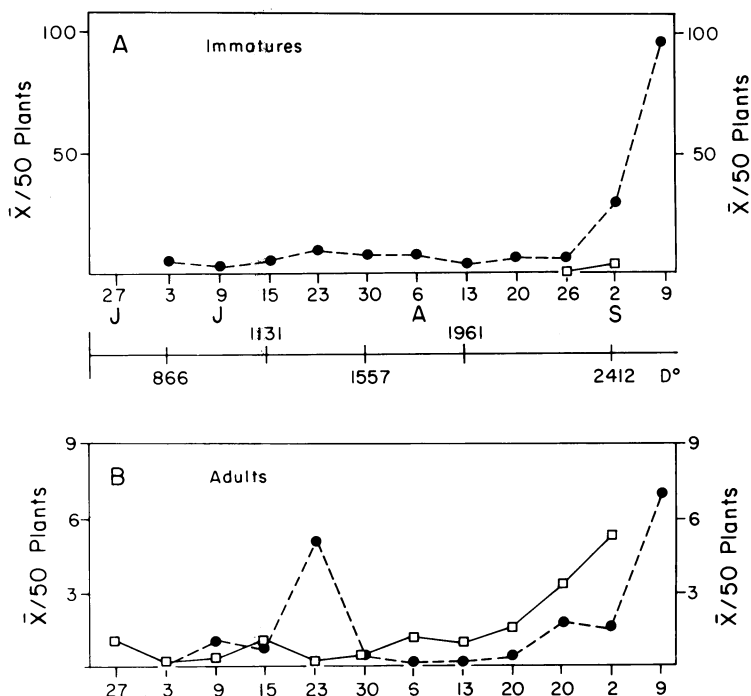 A Immatures
100 100
50 50
X̄/50 Plants X̄/50 Plants
27 3 9 15 23 30 6 13 20 26 2 9
J J A S
1131 1961
866 1557 2412 D°
B Adults
9 9
6 6
3 3
X̄/50 Plants X̄/50 Plants
27 3 9 15 23 30 6 13 20 20 2 9